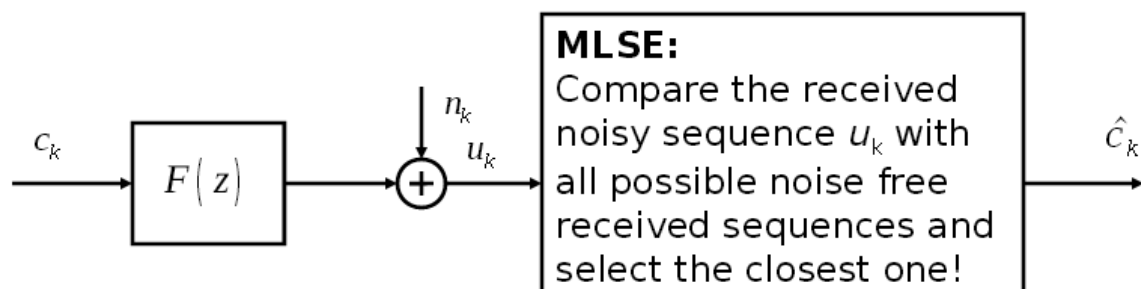 c_k
F(z)
n_k
u_k
MLSE:
Compare the received
noisy sequence u_k with
all possible noise free
received sequences and
select the closest one!
ĉ_k